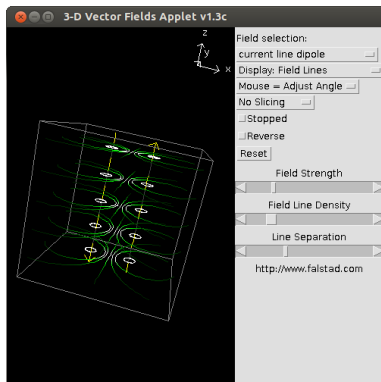 3-D Vector Fields Applet v1.3c
z
y
x
Field selection:
current line dipole
Display: Field Lines
Mouse = Adjust Angle
No Slicing
Stopped
Reverse
Reset
Field Strength
Field Line Density
Line Separation
http://www.falstad.com